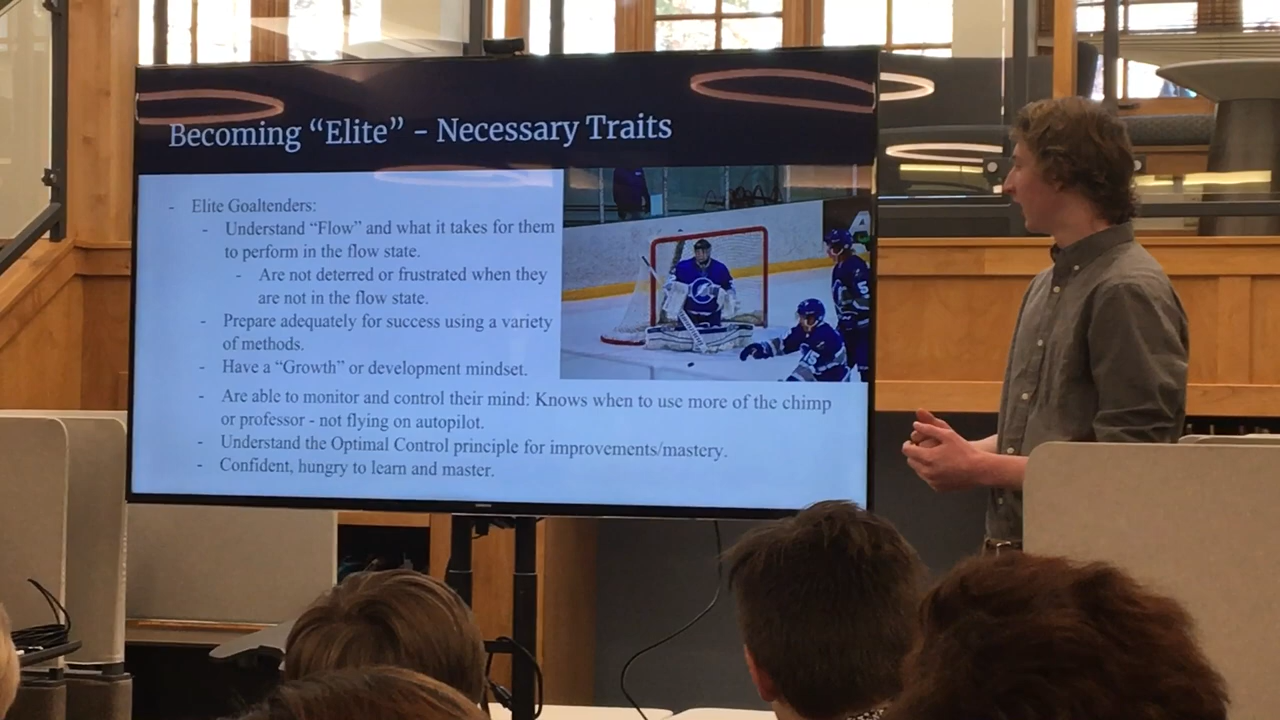 Becoming “Elite” - Necessary Traits
- Elite Goaltenders:
- Understand “Flow” and what it takes for them
to perform in the flow state.
- Are not deterred or frustrated when they
are not in the flow state.
- Prepare adequately for success using a variety
of methods.
- Have a “Growth” or development mindset.
- Are able to monitor and control their mind: Knows when to use more of the chimp
or professor - not flying on autopilot.
- Understand the Optimal Control principle for improvements/mastery.
- Confident, hungry to learn and master.
A
5
15